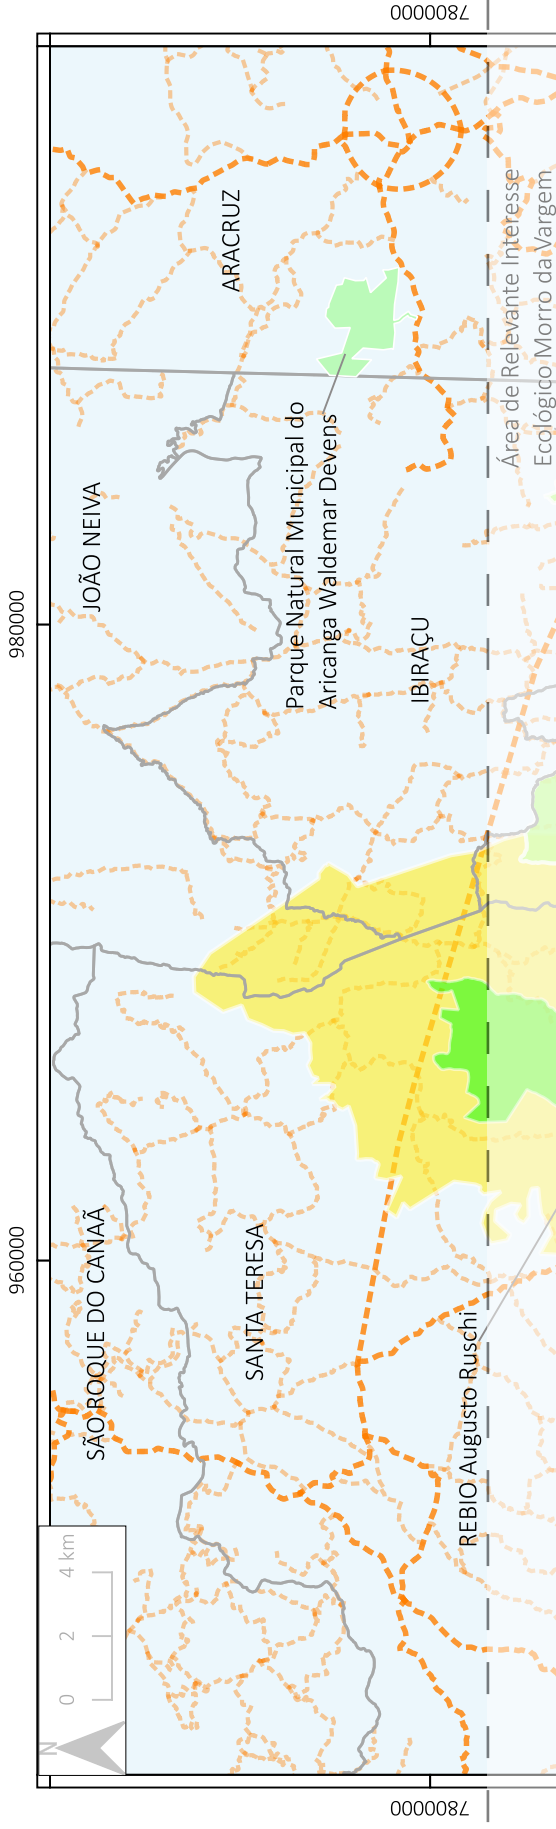 7800000
ARACRUZ
Área de Relevante Interesse
Ecológico Morro da Vargem
JOÃO NEIVA
Parque Natural Municipal do
Aricanga Waldemar Devens
980000
IBIRAÇU
SÃO ROQUE DO CANAÃ
960000
SANTA TERESA
REBIO Augusto Ruschi
0 2 4 km
N
7800000